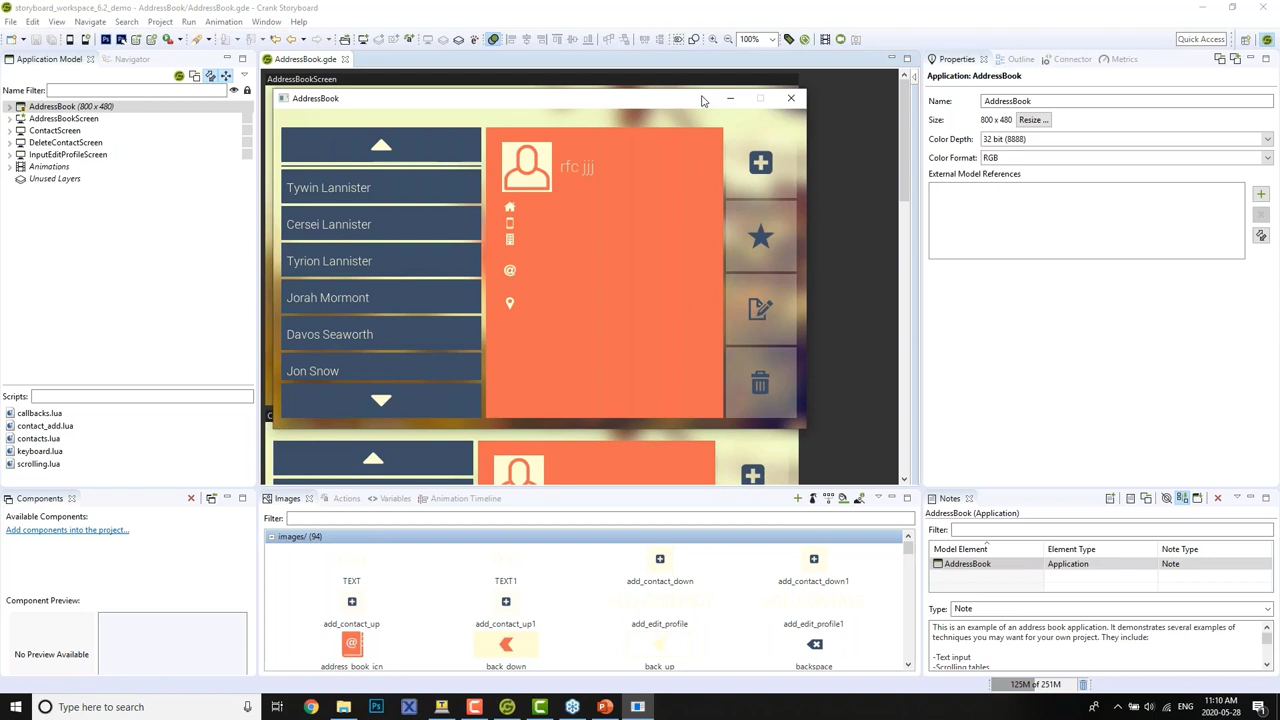 storyboard_workspace_6.2_demo - AddressBook/AddressBook.gde - Crank Storyboard
File Edit View Navigate Search Project Run Animation Window Help
100%
Quick Access
Application Model
Navigator
AddressBook.gde
Properties
Outline
Connector
Metrics
Name Filter:
AddressBook (800 x 480)
AddressBookScreen
ContactScreen
DeleteContactScreen
InputEditProfileScreen
Animations
Unused Layers
Scripts:
callbacks.lua
contact_add.lua
contacts.lua
keyboard.lua
scrolling.lua
AddressBookScreen
AddressBook
Tywin Lannister
Cersei Lannister
Tyrion Lannister
Jorah Mormont
Davos Seaworth
Jon Snow
rfc jjj
Application: AddressBook
Name:
AddressBook
Size:
800 x 480
Resize ...
Color Depth:
32 bit (8888)
Color Format:
RGB
External Model References
Components
Available Components:
Add components into the project...
Component Preview:
No Preview Available
Images
Actions
Variables
Animation Timeline
Filter:
images/ (94)
TEXT
TEXT1
add_contact_down
add_contact_down1
add_contact_up
add_contact_up1
add_edit_profile
add_edit_profile1
address_book_icn
back_down
back_up
backspace
Notes
AddressBook (Application)
Filter:
Model Element
Element Type
Note Type
AddressBook
Application
Note
Type:
Note
This is an example of an address book application. It demonstrates several examples of
techniques you may want for your own project. They include:
-Text input
-Scrolling tables
125M of 251M
Type here to search
ENG
11:10 AM
2020-05-28